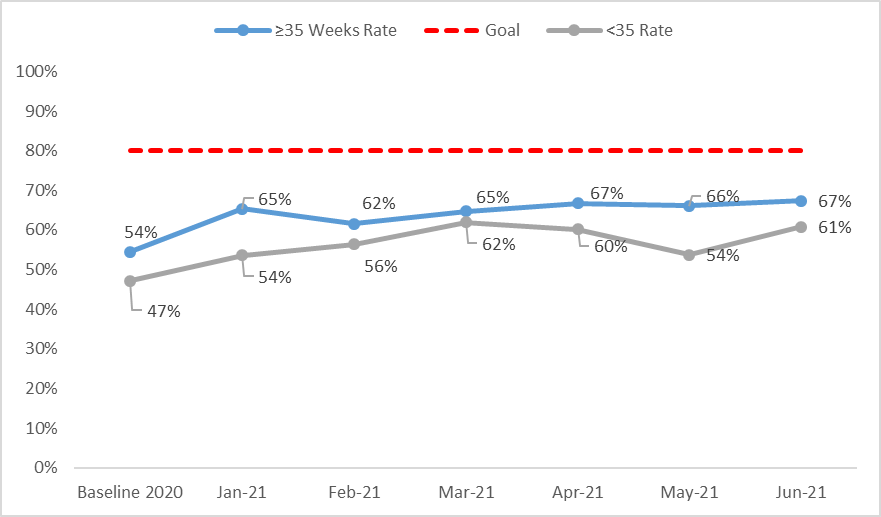 ≥35 Weeks Rate Goal <35 Rate
100%
90%
80%
70%
60%
50%
40%
30%
20%
10%
0%
54% 65% 62% 65% 67% 66% 67%
47% 54% 56% 62% 60% 54% 61%
Baseline 2020 Jan-21 Feb-21 Mar-21 Apr-21 May-21 Jun-21